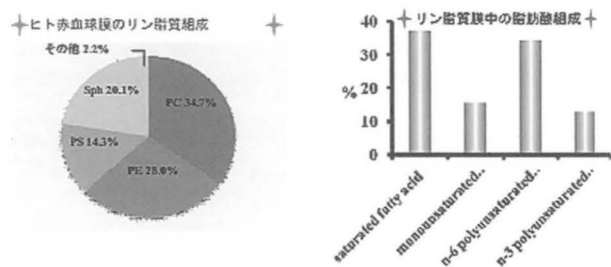 ヒト赤血球膜のリン脂質組成
その他 2.2%
Sph 20.1%
PC 34.7%
PS 14.3%
PE 28.0%
リン脂質膜中の脂肪酸組成
40
30
%
20
10
0
saturated fatty acid
monounsaturated..
n-6 polyunsaturated..
n-3 polyunsaturated..